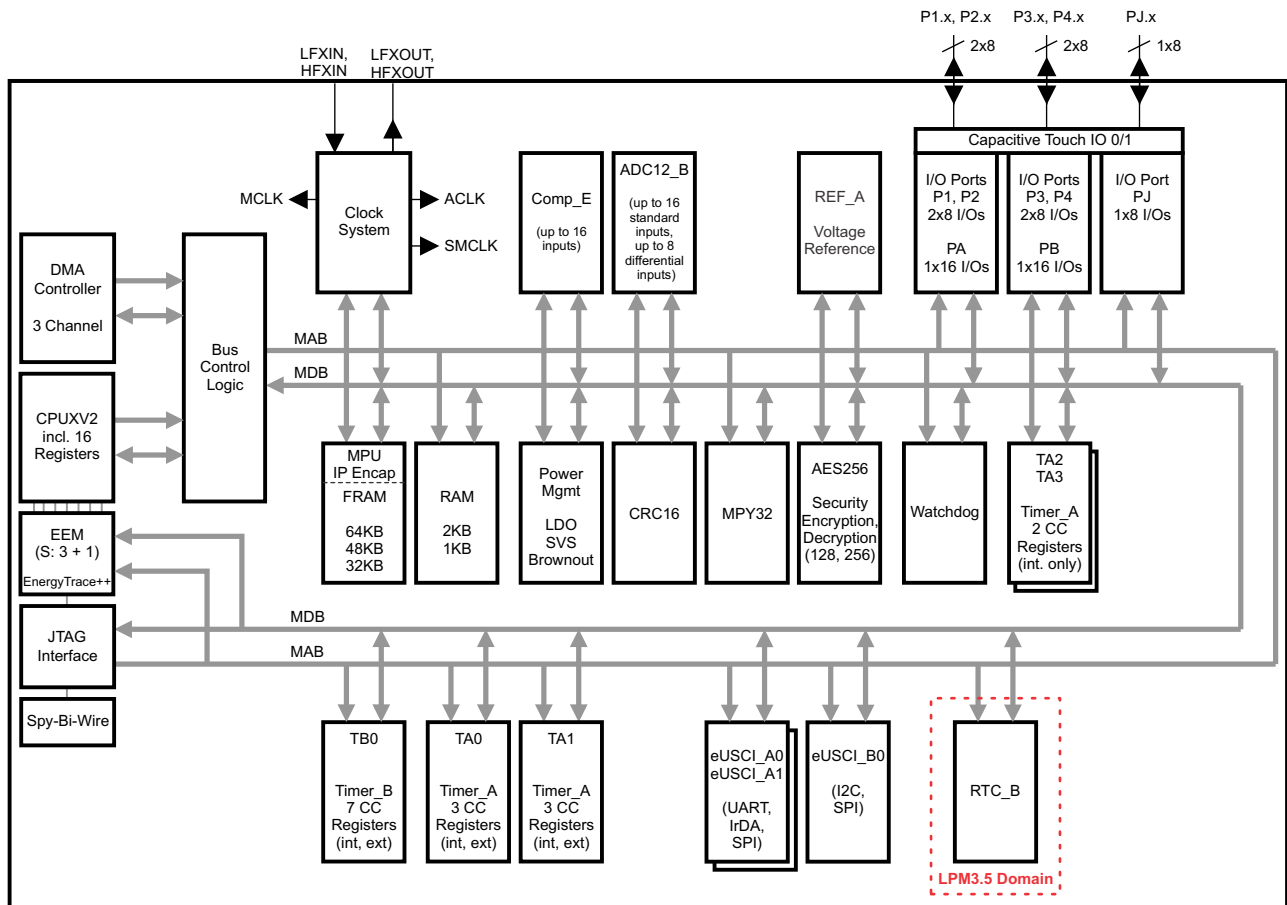 P1.x, P2.x
P3.x, P4.x
PJ.x
2x8
2x8
1x8
LFXIN,
HFXIN
LFXOUT,
HFXOUT
Capacitive Touch IO 0/1
MCLK
Clock
System
ACLK
SMCLK
Comp_E
(up to 16
inputs)
ADC12_B
(up to 16
standard
inputs,
up to 8
differential
inputs)
REF_A
Voltage
Reference
I/O Ports
P1, P2
2x8 I/Os
PA
1x16 I/Os
I/O Ports
P3, P4
2x8 I/Os
PB
1x16 I/Os
I/O Port
PJ
1x8 I/Os
DMA
Controller
3 Channel
Bus
Control
Logic
MAB
MDB
CPUXV2
incl. 16
Registers
MPU
IP Encap
FRAM
64KB
48KB
32KB
RAM
2KB
1KB
Power
Mgmt
LDO
SVS
Brownout
CRC16
MPY32
AES256
Security
Encryption,
Decryption
(128, 256)
Watchdog
TA2
TA3
Timer_A
2 CC
Registers
(int. only)
EEM
(S: 3 + 1)
EnergyTrace++
JTAG
Interface
Spy-Bi-Wire
MDB
MAB
TB0
Timer_B
7 CC
Registers
(int, ext)
TA0
Timer_A
3 CC
Registers
(int, ext)
TA1
Timer_A
3 CC
Registers
(int, ext)
eUSCI_A0
eUSCI_A1
(UART,
IrDA,
SPI)
eUSCI_B0
(I2C,
SPI)
RTC_B
LPM3.5 Domain